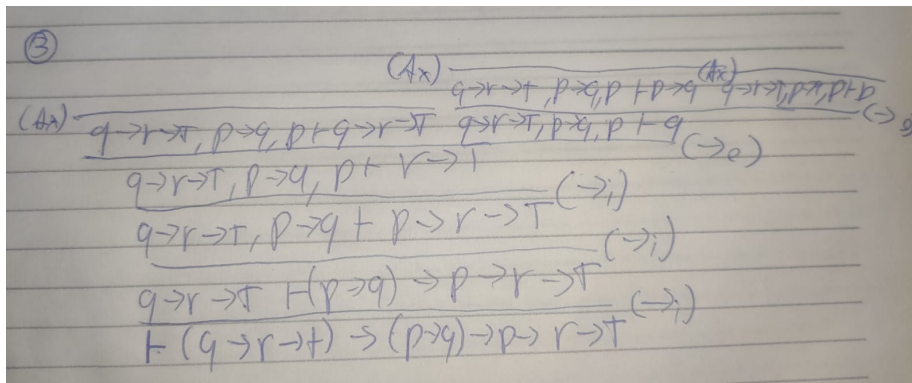 ③
(Ax) q→r→t, p→q, p ⊢ p→q (Ax) q→r→t, p→q, p ⊢ p
(Ax) q→r→t, p→q, p ⊢ q→r→t q→r→t, p→q, p ⊢ q (→e)
q→r→t, p→q, p ⊢ r→t (→e)
q→r→t, p→q ⊢ p→r→t (→i)
q→r→t ⊢ (p→q) → p→r→t (→i)
⊢ (q→r→t) → (p→q) → p → r→t (→i)